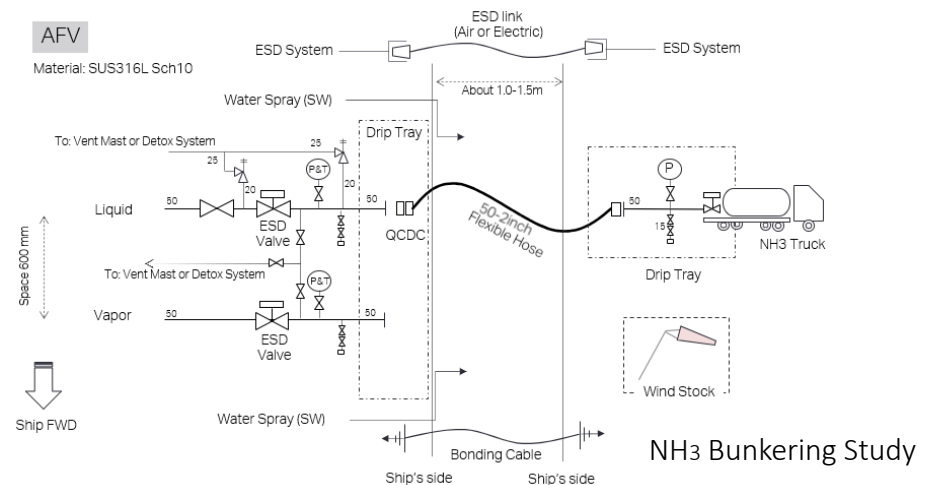 ESD link
(Air or Electric)
AFV
ESD System
ESD System
Material: SUS316L Sch10
About 1.0-1.5m
Water Spray (SW)
Drip Tray
To: Vent Mast or Detox System
25
25
P&T
P
20
20
50
50
50
Liquid
ESD
Valve
QCDC
50-2inch
Flexible Hose
15
NH3 Truck
Space 600 mm
To: Vent Mast or Detox System
P&T
Drip Tray
Vapor
50
50
ESD
Valve
Wind Stock
Ship FWD
Water Spray (SW)
Bonding Cable
NH3 Bunkering Study
Ship's side
Ship's side